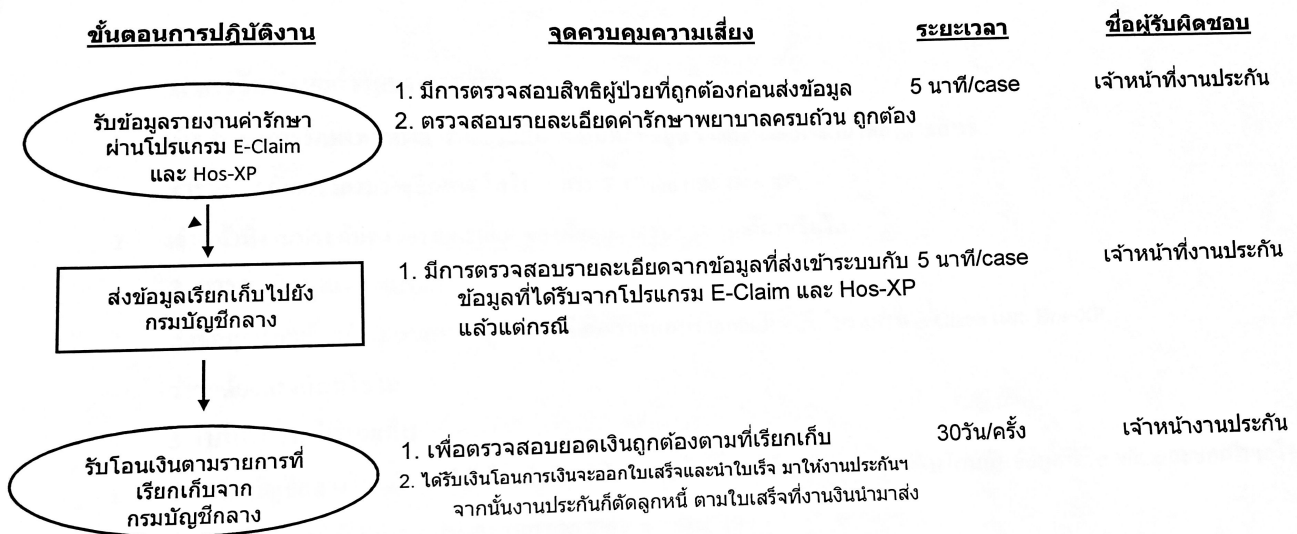 ขั้นตอนการปฎิบัติงาน จุดควบคุมความเสี่ยง ระยะเวลา ชื่อผู้รับผิดชอบ
รับข้อมูลรายงานค่ารักษา
ผ่านโปรแกรม E-Claim
และ Hos-XP
1. มีการตรวจสอบสิทธิผู้ป่วยที่ถูกต้องก่อนส่งข้อมูล 5 นาที/case เจ้าหน้าที่งานประกัน
2. ตรวจสอบรายละเอียดค่ารักษาพยาบาลครบถ้วน ถูกต้อง
ส่งข้อมูลเรียกเก็บไปยัง
กรมบัญชีกลาง
1. มีการตรวจสอบรายละเอียดจากข้อมูลที่ส่งเข้าระบบกับ 5 นาที/case เจ้าหน้าที่งานประกัน
ข้อมูลที่ได้รับจากโปรแกรม E-Claim และ Hos-XP
แล้วแต่กรณี
รับโอนเงินตามรายการที่
เรียกเก็บจาก
กรมบัญชีกลาง
1. เพื่อตรวจสอบยอดเงินถูกต้องตามที่เรียกเก็บ 30วัน/ครั้ง เจ้าหน้างานประกัน
2. ได้รับเงินโอนการเงินจะออกใบเสร็จและนำใบเร็จ มาให้งานประกันฯ
จากนั้นงานประกันก็ตัดลูกหนี้ ตามใบเสร็จที่งานงินนำมาส่ง